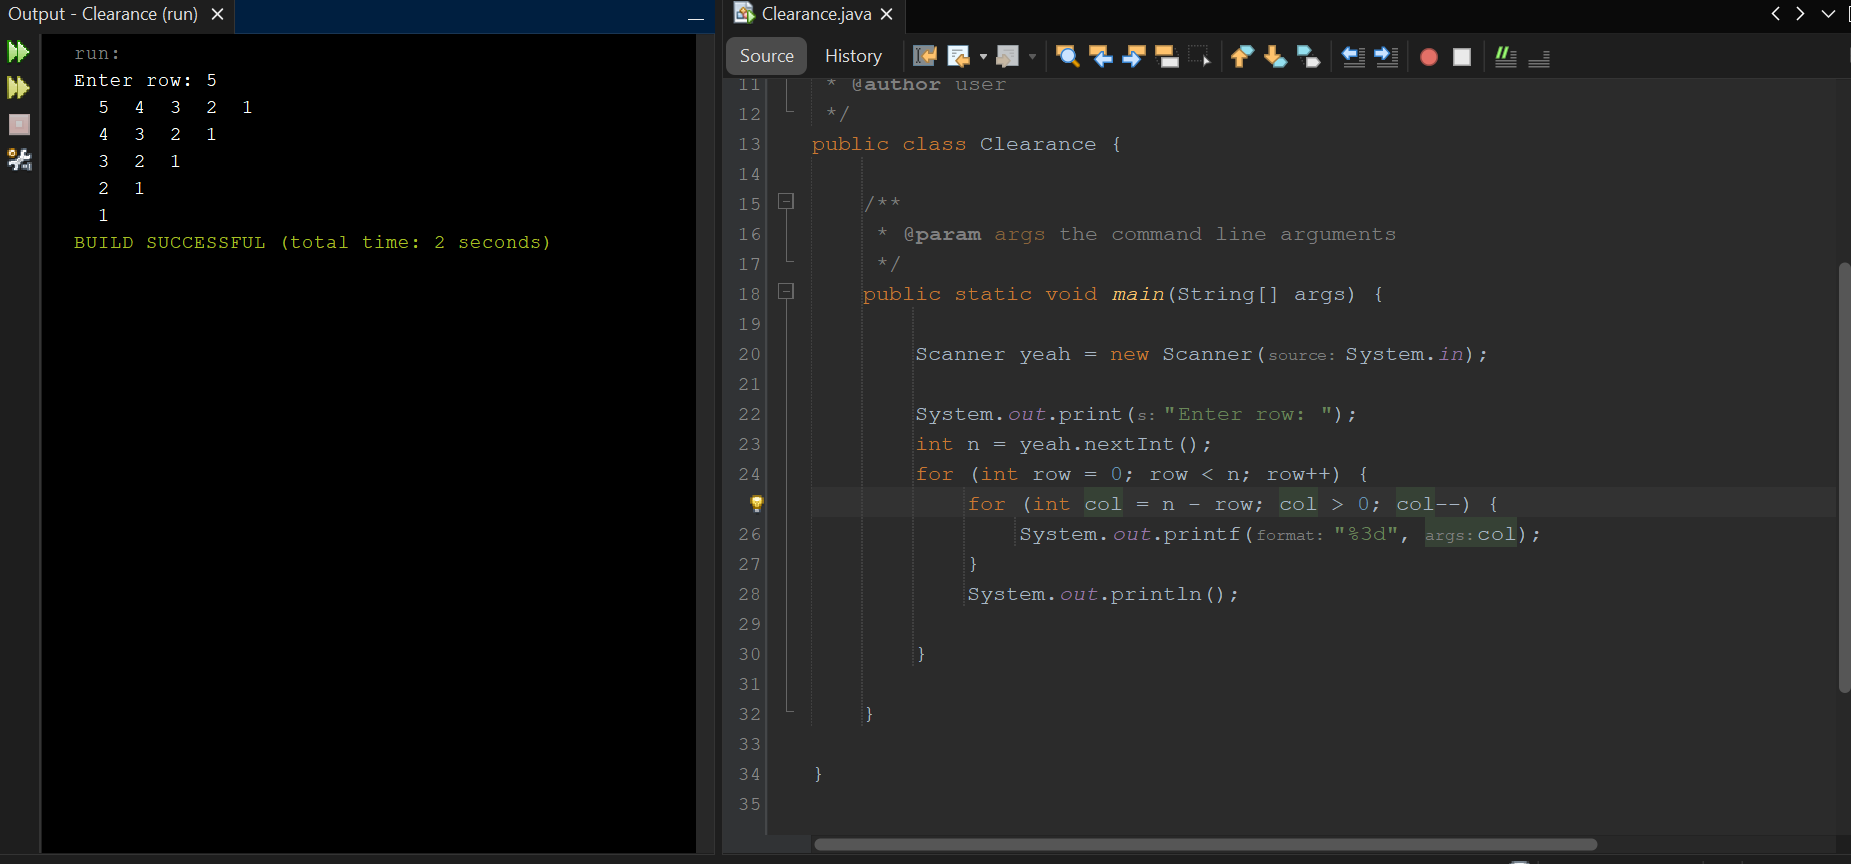 Output - Clearance (run) ×
run:
Enter row: 5
5 4 3 2 1
4 3 2 1
3 2 1
2 1
1
BUILD SUCCESSFUL (total time: 2 seconds)
Clearance.java ×
Source History
11 * @author user
12 */
13 public class Clearance {
14
15 /**
16 * @param args the command line arguments
17 */
18 public static void main(String[] args) {
19
20 Scanner yeah = new Scanner(source: System.in);
21
22 System.out.print(s: "Enter row: ");
23 int n = yeah.nextInt();
24 for (int row = 0; row < n; row++) {
for (int col = n - row; col > 0; col--) {
26 System.out.printf(format: "%3d", args: col);
27 }
28 System.out.println();
29
30 }
31
32 }
33
34 }
35